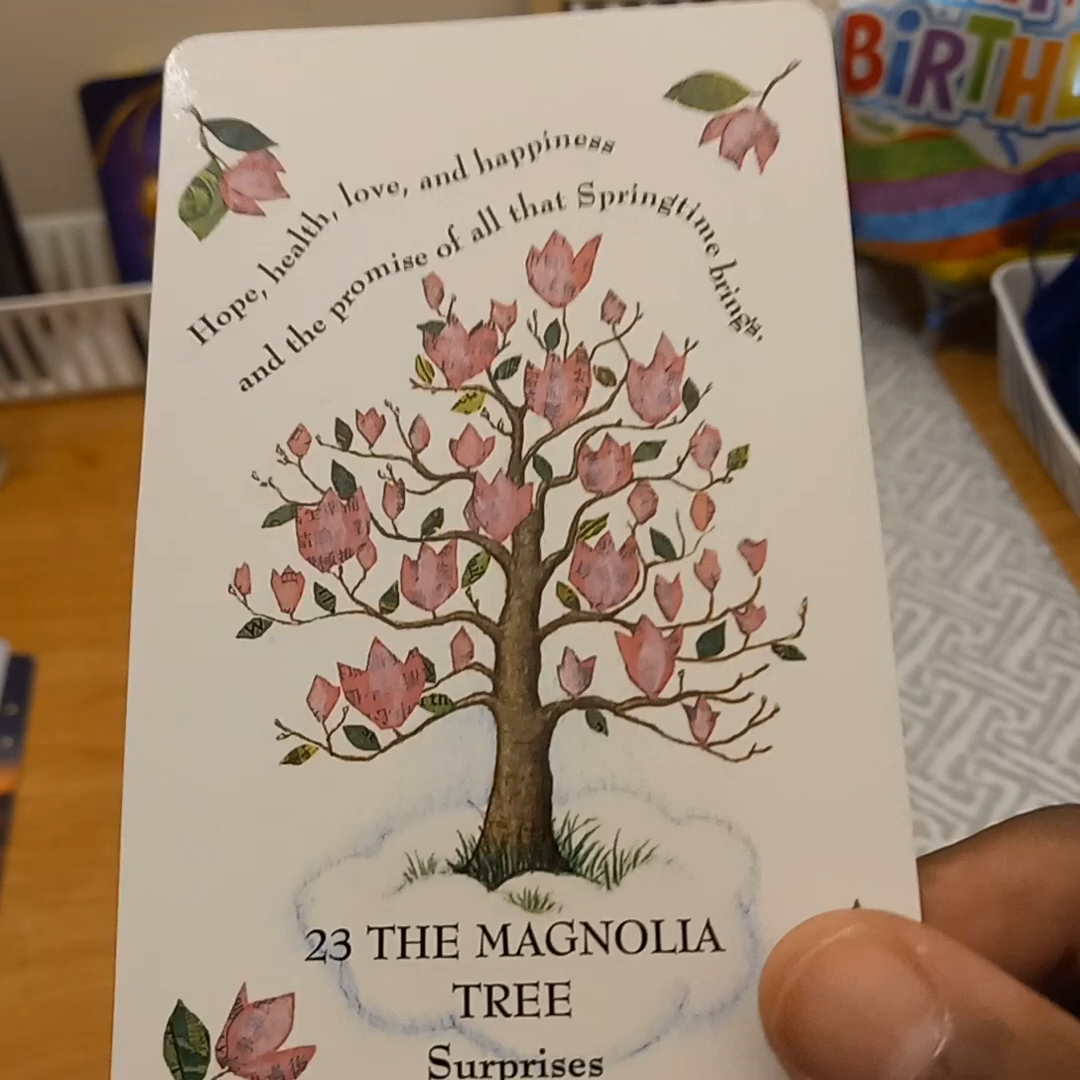 BIRTH
Hope, health, love, and happiness
and the promise of all that Springtime brings.
23 THE MAGNOLIA
TREE
Surprises